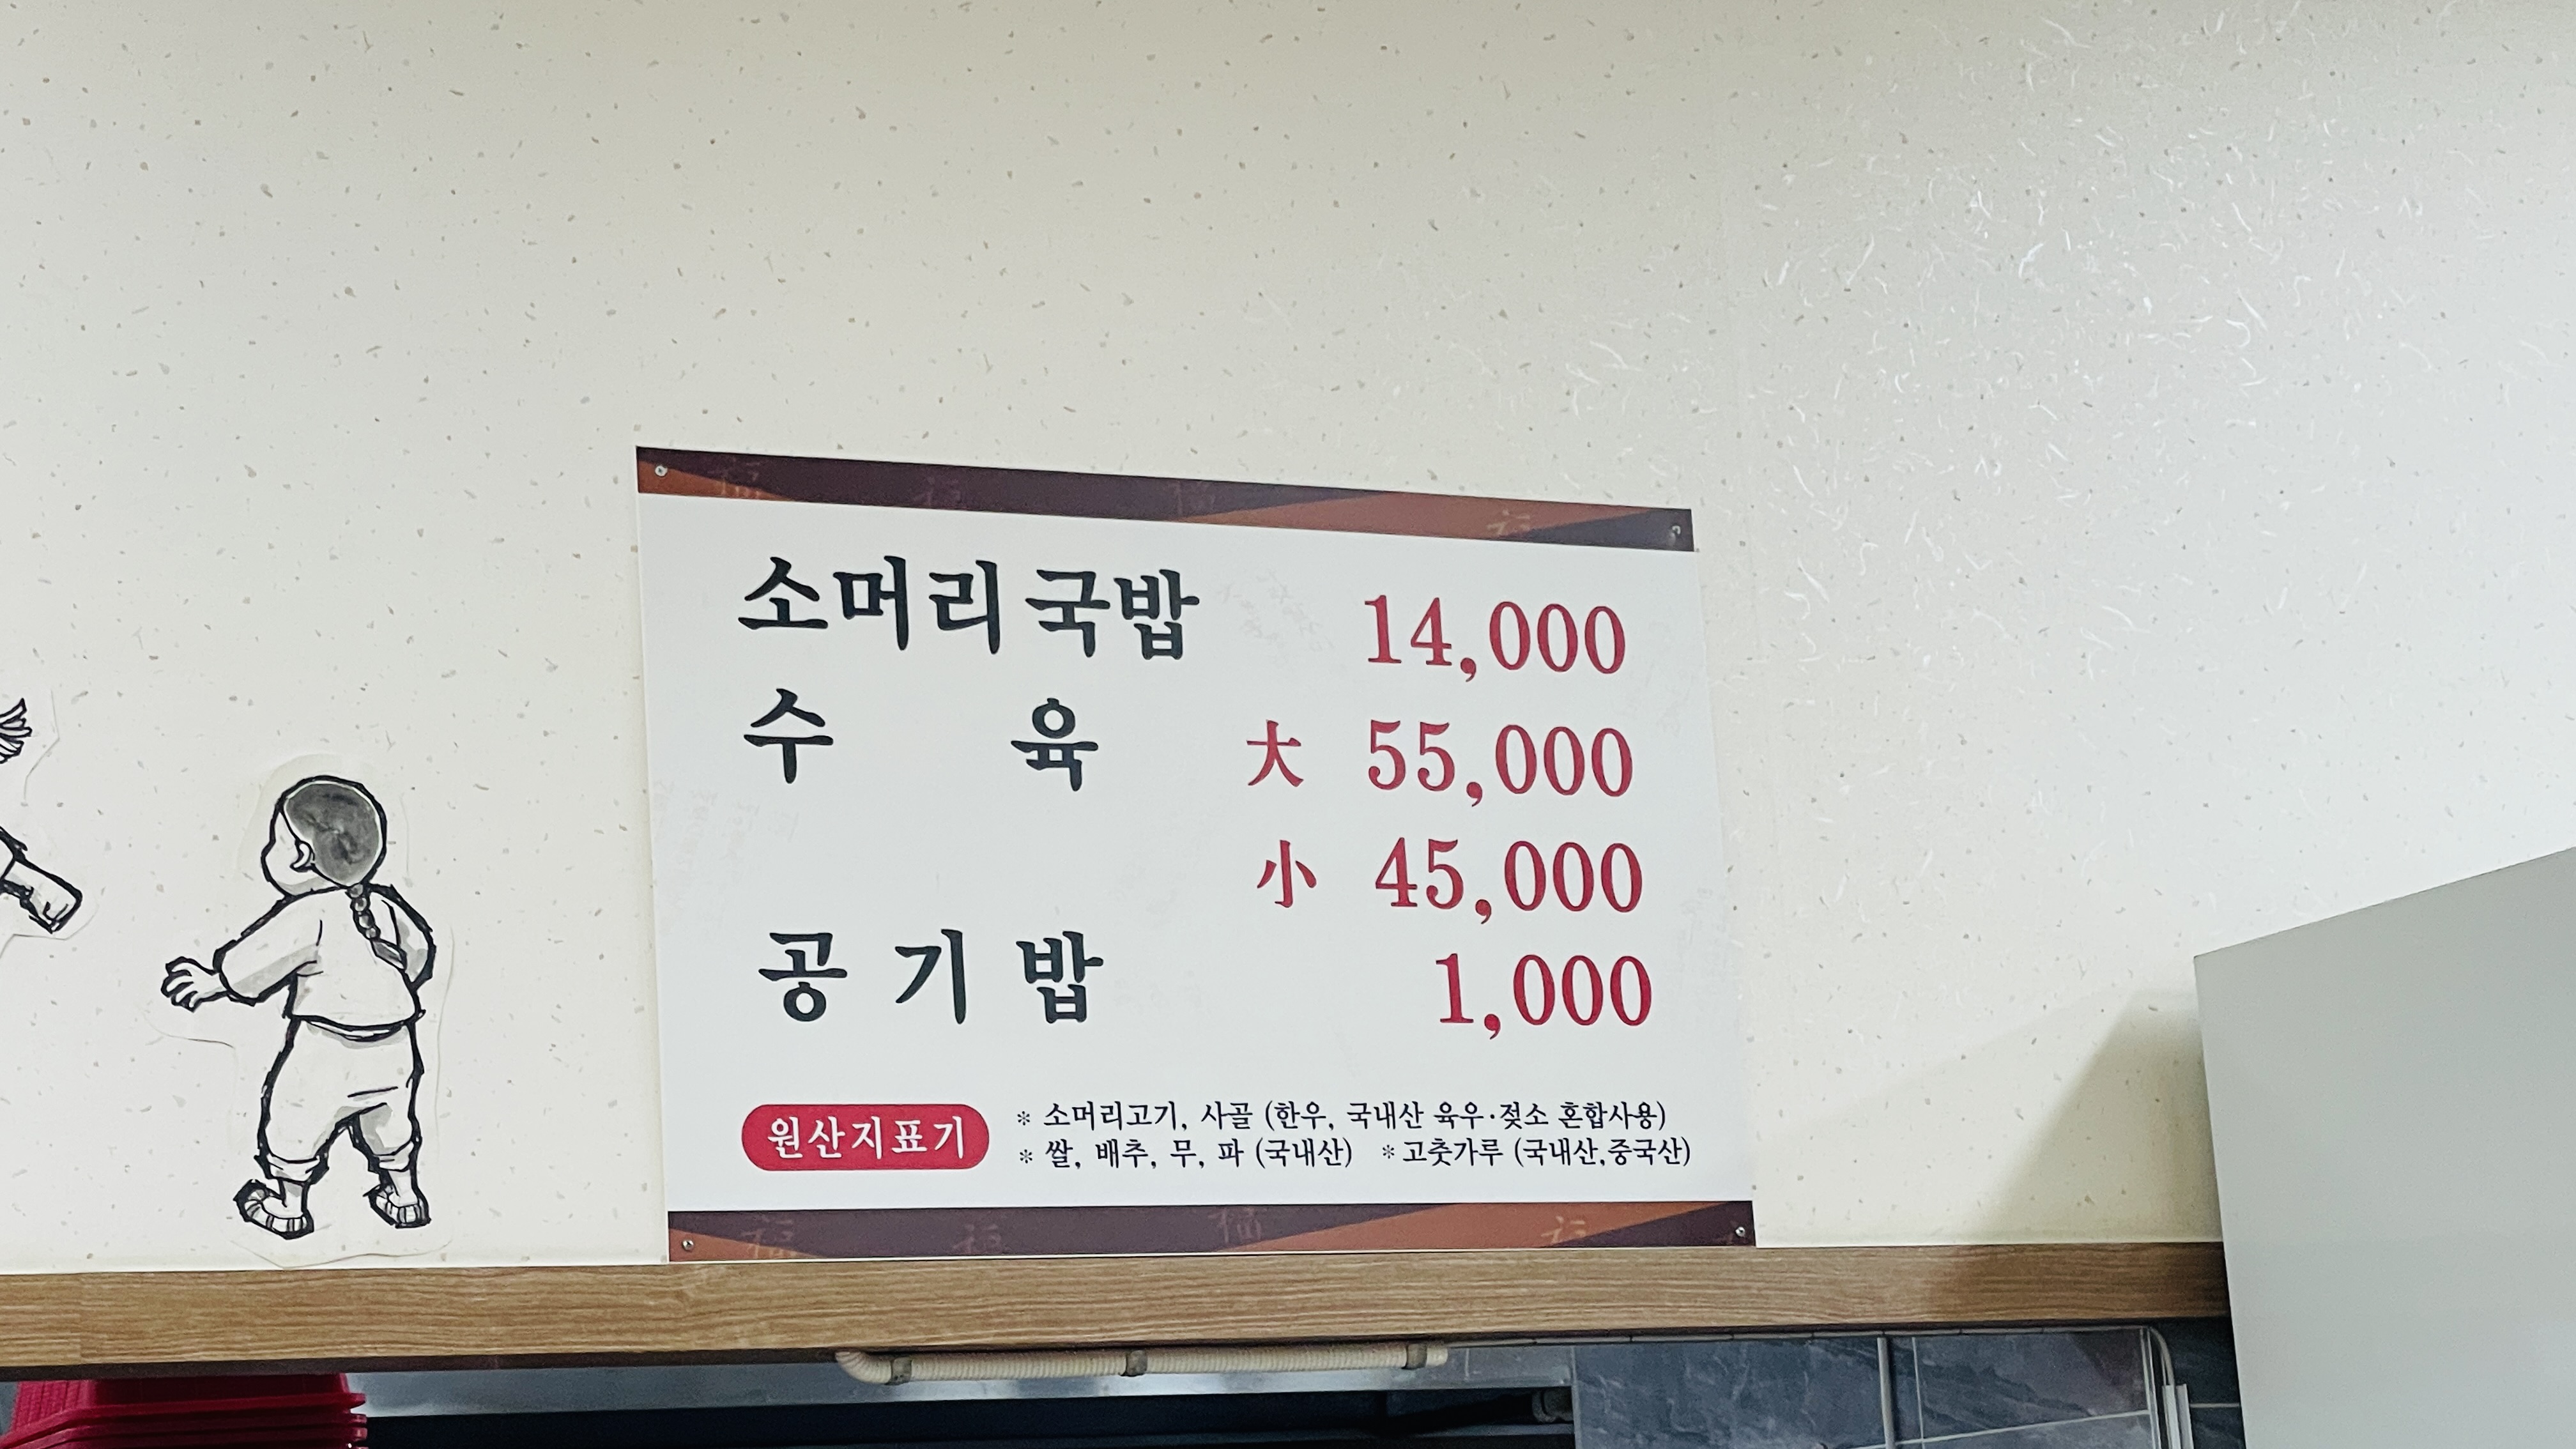 소머리국밥 14,000
수 육 大 55,000
小 45,000
공 기 밥 1,000
원산지표기
* 소머리고기, 사골 (한우, 국내산 육우·젖소 혼합사용)
* 쌀, 배추, 무, 파 (국내산) * 고춧가루 (국내산,중국산)